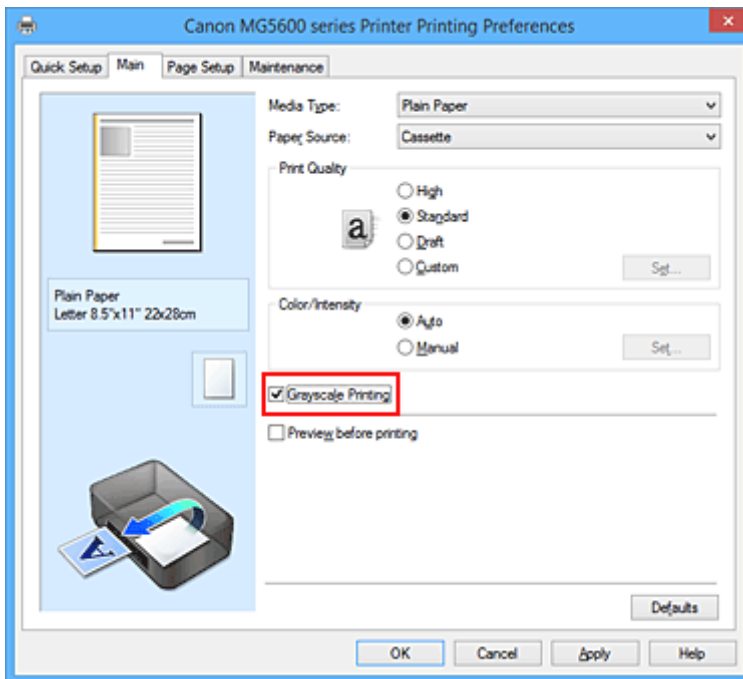 Canon MG5600 series Printer Printing Preferences
Quick Setup Main Page Setup Maintenance
Media Type: Plain Paper
Paper Source: Cassette
Print Quality
High
a Standard
Draft
Custom Set...
Plain Paper
Letter 8.5"x11" 22x28cm
Color/Intensity
Auto
Manual Set...
Grayscale Printing
Preview before printing
A
Defaults
OK Cancel Apply Help